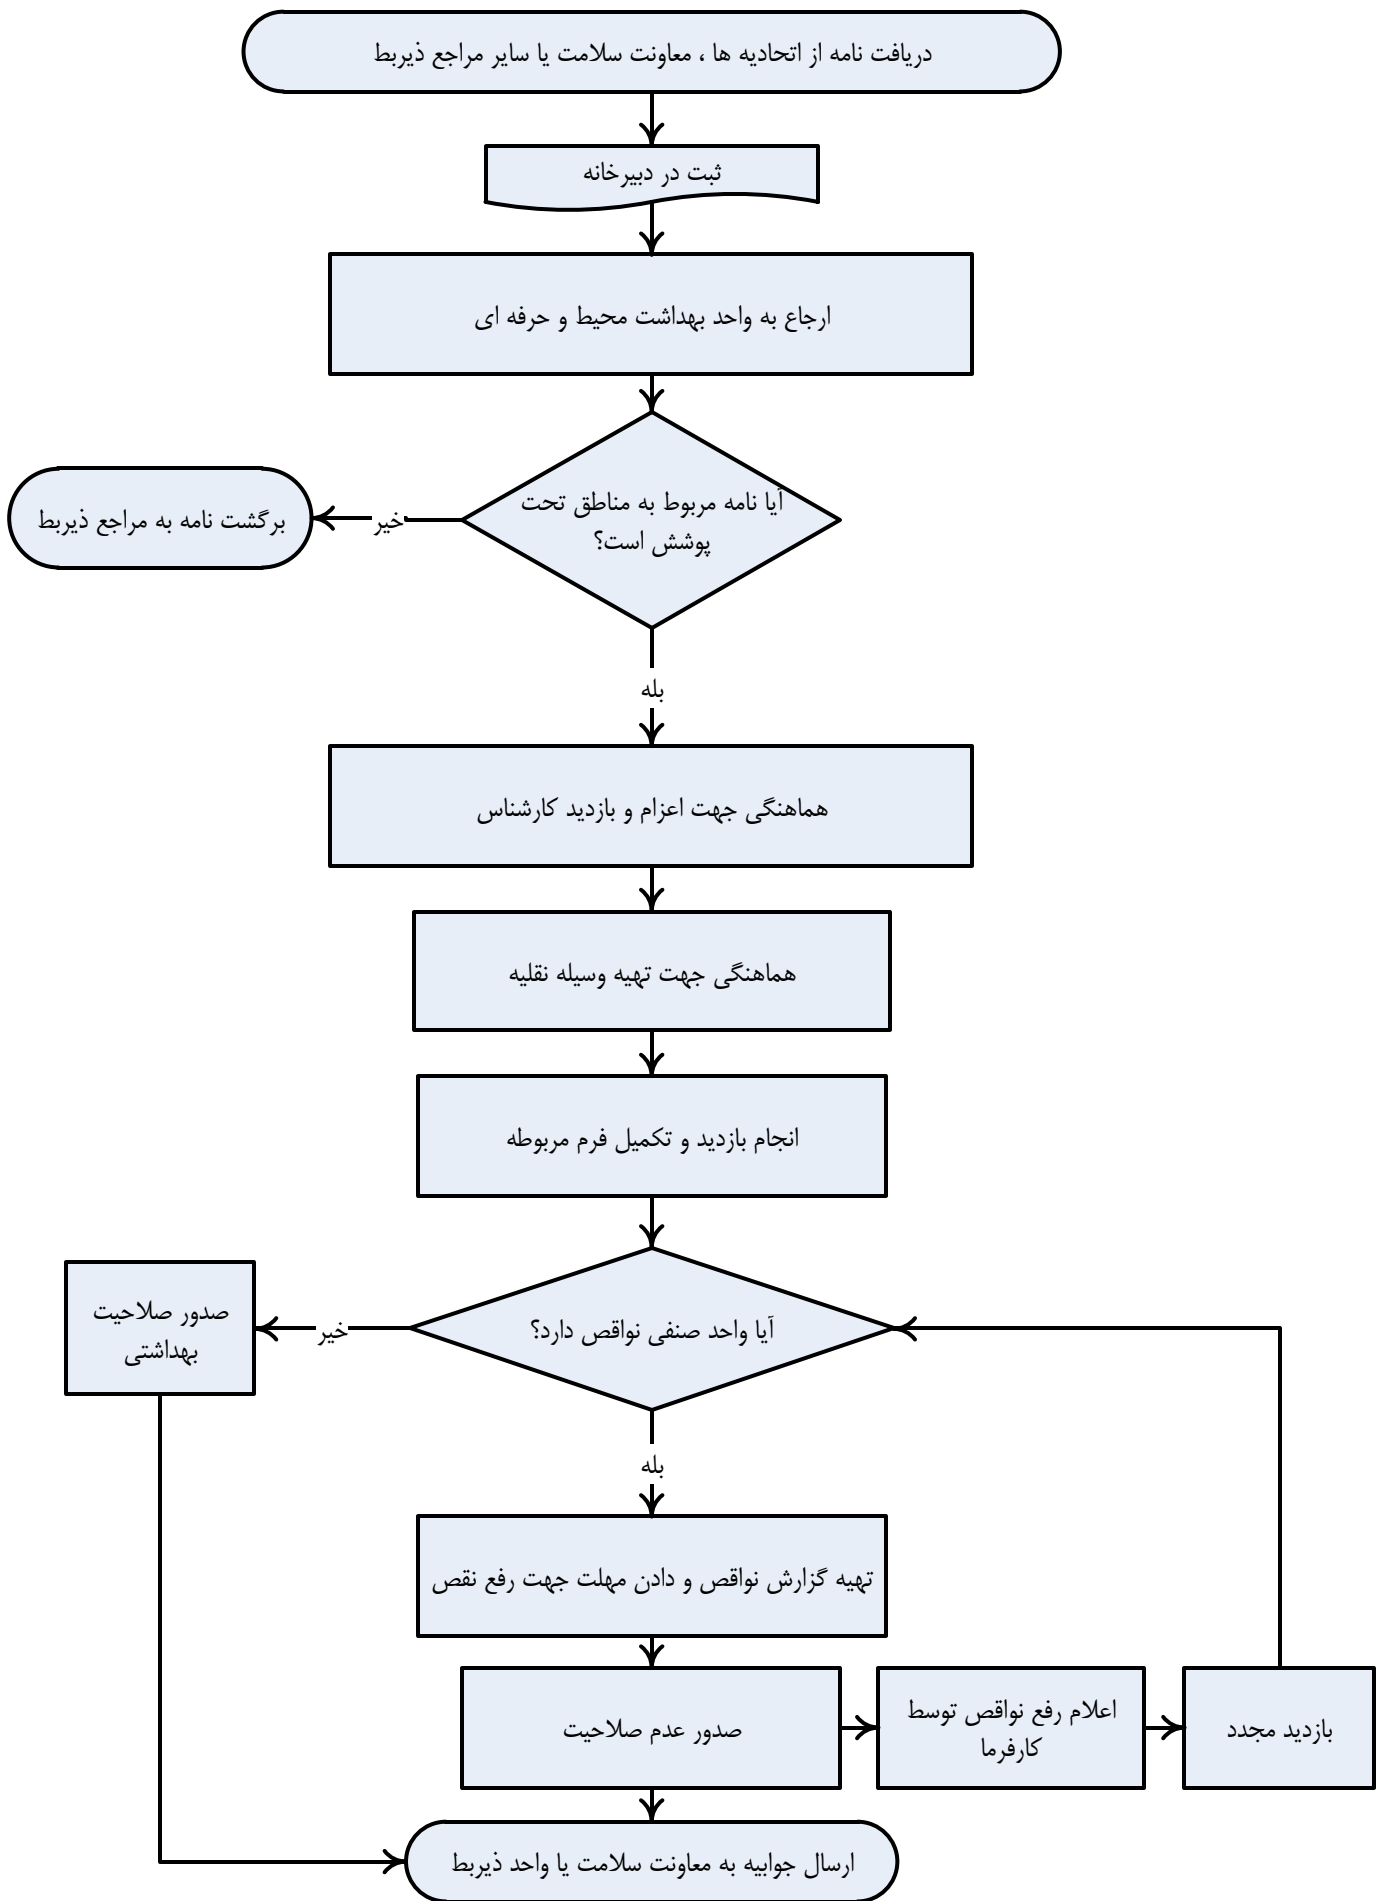 دریافت نامه از اتحادیه ها ، معاونت سلامت یا سایر مراجع ذیربط
ثبت در دبیرخانه
ارجاع به واحد بهداشت محیط و حرفه ای
آیا نامه مربوط به مناطق تحت
پوشش است؟
خیر
برگشت نامه به مراجع ذیربط
بله
هماهنگی جهت اعزام و بازدید کارشناس
هماهنگی جهت تهیه وسیله نقلیه
انجام بازدید و تکمیل فرم مربوطه
آیا واحد صنفی نواقص دارد؟
خیر
صدور صلاحیت
بهداشتی
بله
تهیه گزارش نواقص و دادن مهلت جهت رفع نقص
صدور عدم صلاحیت
اعلام رفع نواقص توسط
کارفرما
بازدید مجدد
ارسال جوابیه به معاونت سلامت یا واحد ذیربط